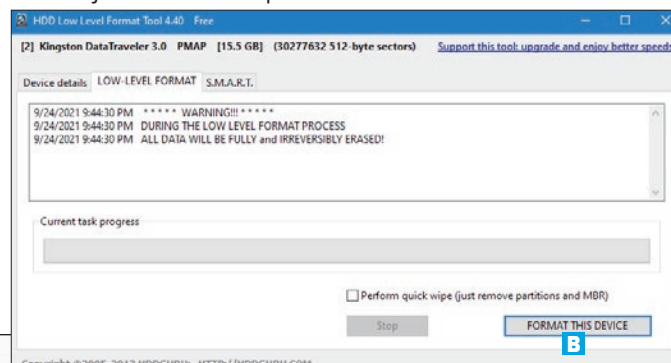 HDD Low Level Format Tool 4.40 Free
[2] Kingston DataTraveler 3.0 PMAP [15.5 GB] (30277632 512-byte sectors) Support this tool: upgrade and enjoy better speeds
Device details LOW-LEVEL FORMAT S.M.A.R.T.
9/24/2021 9:44:30 PM * * * * * WARNING!!! * * * * *
9/24/2021 9:44:30 PM DURING THE LOW LEVEL FORMAT PROCESS
9/24/2021 9:44:30 PM ALL DATA WILL BE FULLY and IRREVERSIBLY ERASED!
Current task progress
Perform quick wipe (just remove partitions and MBR)
Stop FORMAT THIS DEVICE
B